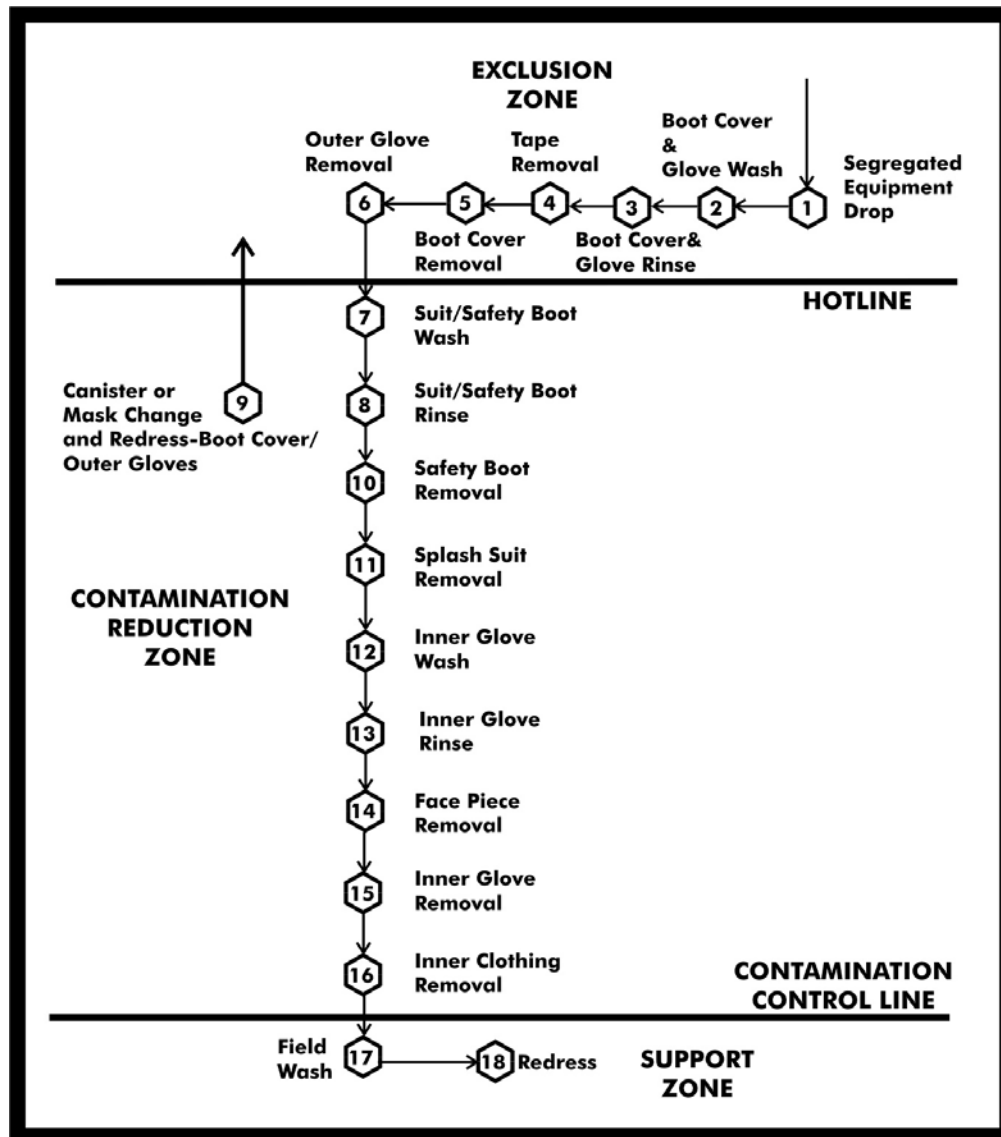 EXCLUSION
ZONE
Outer Glove
Removal
Tape
Removal
Boot Cover
&
Glove Wash
Segregated
Equipment
Drop
6
5
4
3
2
1
Boot Cover
Removal
Boot Cover&
Glove Rinse
HOTLINE
7
Suit/Safety Boot
Wash
Canister or
Mask Change
and Redress-Boot Cover/
Outer Gloves
9
8
Suit/Safety Boot
Rinse
10
Safety Boot
Removal
11
Splash Suit
Removal
CONTAMINATION
REDUCTION
ZONE
12
Inner Glove
Wash
13
Inner Glove
Rinse
14
Face Piece
Removal
15
Inner Glove
Removal
16
Inner Clothing
Removal
CONTAMINATION
CONTROL LINE
Field
Wash
17
18
Redress
SUPPORT
ZONE